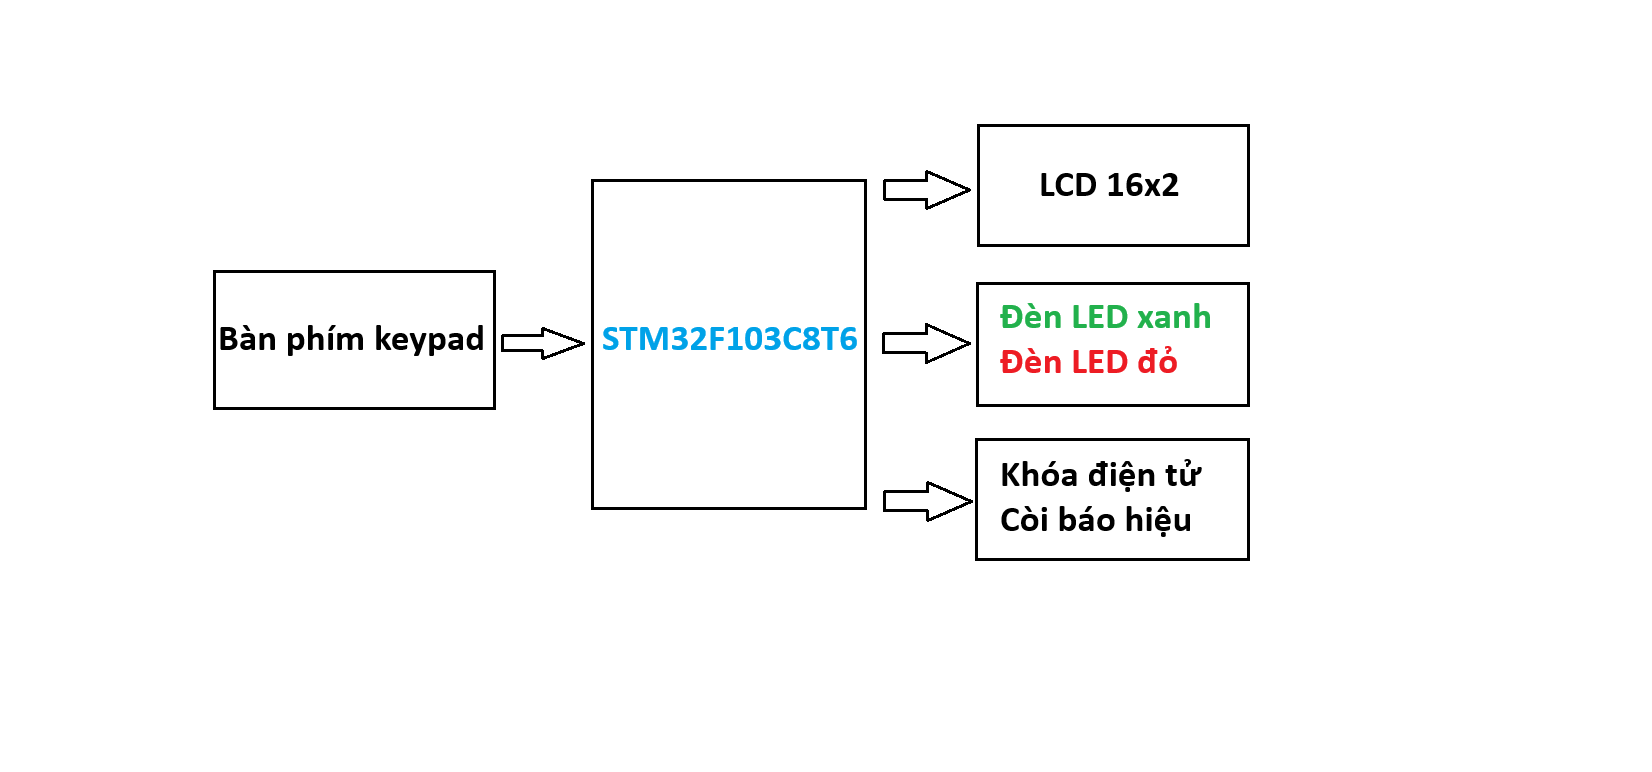 Bàn phím keypad
STM32F103C8T6
LCD 16x2
Đèn LED xanh
Đèn LED đỏ
Khóa điện tử
Còi báo hiệu